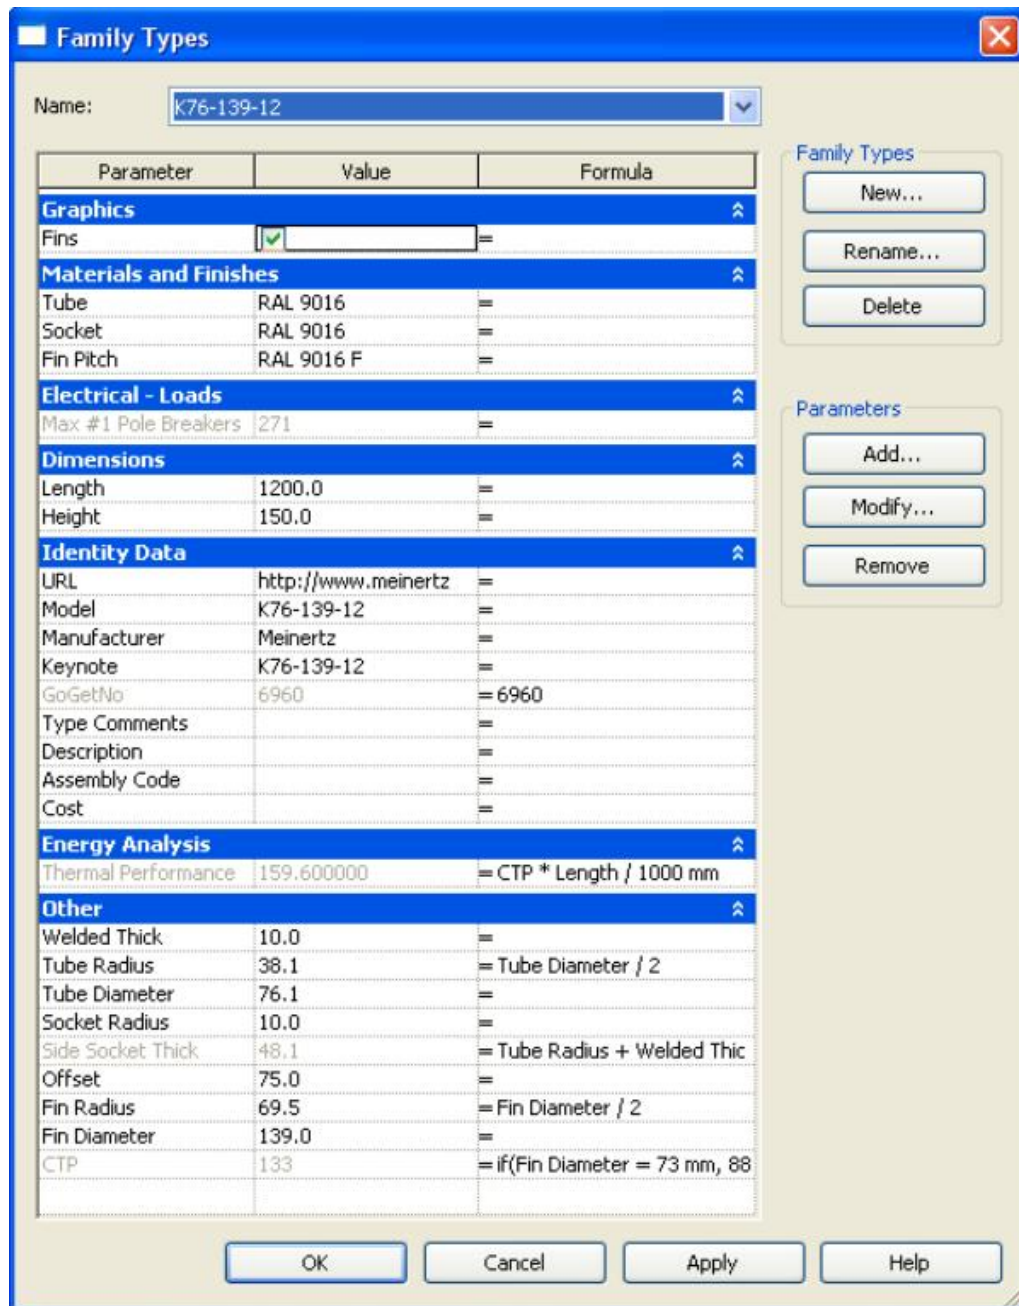 Family Types
Name: K76-139-12
Parameter Value Formula
Graphics
Fins =
Materials and Finishes
Tube RAL 9016 =
Socket RAL 9016 =
Fin Pitch RAL 9016 F =
Electrical - Loads
Max #1 Pole Breakers 271 =
Dimensions
Length 1200.0 =
Height 150.0 =
Identity Data
URL http://www.meinertz =
Model K76-139-12 =
Manufacturer Meinertz =
Keynote K76-139-12 =
GoGetNo 6960 = 6960
Type Comments =
Description =
Assembly Code =
Cost =
Energy Analysis
Thermal Performance 159.600000 = CTP * Length / 1000 mm
Other
Welded Thick 10.0 =
Tube Radius 38.1 = Tube Diameter / 2
Tube Diameter 76.1 =
Socket Radius 10.0 =
Side Socket Thick 48.1 = Tube Radius + Welded Thic
Offset 75.0 =
Fin Radius 69.5 = Fin Diameter / 2
Fin Diameter 139.0 =
CTP 133 = if(Fin Diameter = 73 mm, 88
Family Types
New...
Rename...
Delete
Parameters
Add...
Modify...
Remove
OK Cancel Apply Help